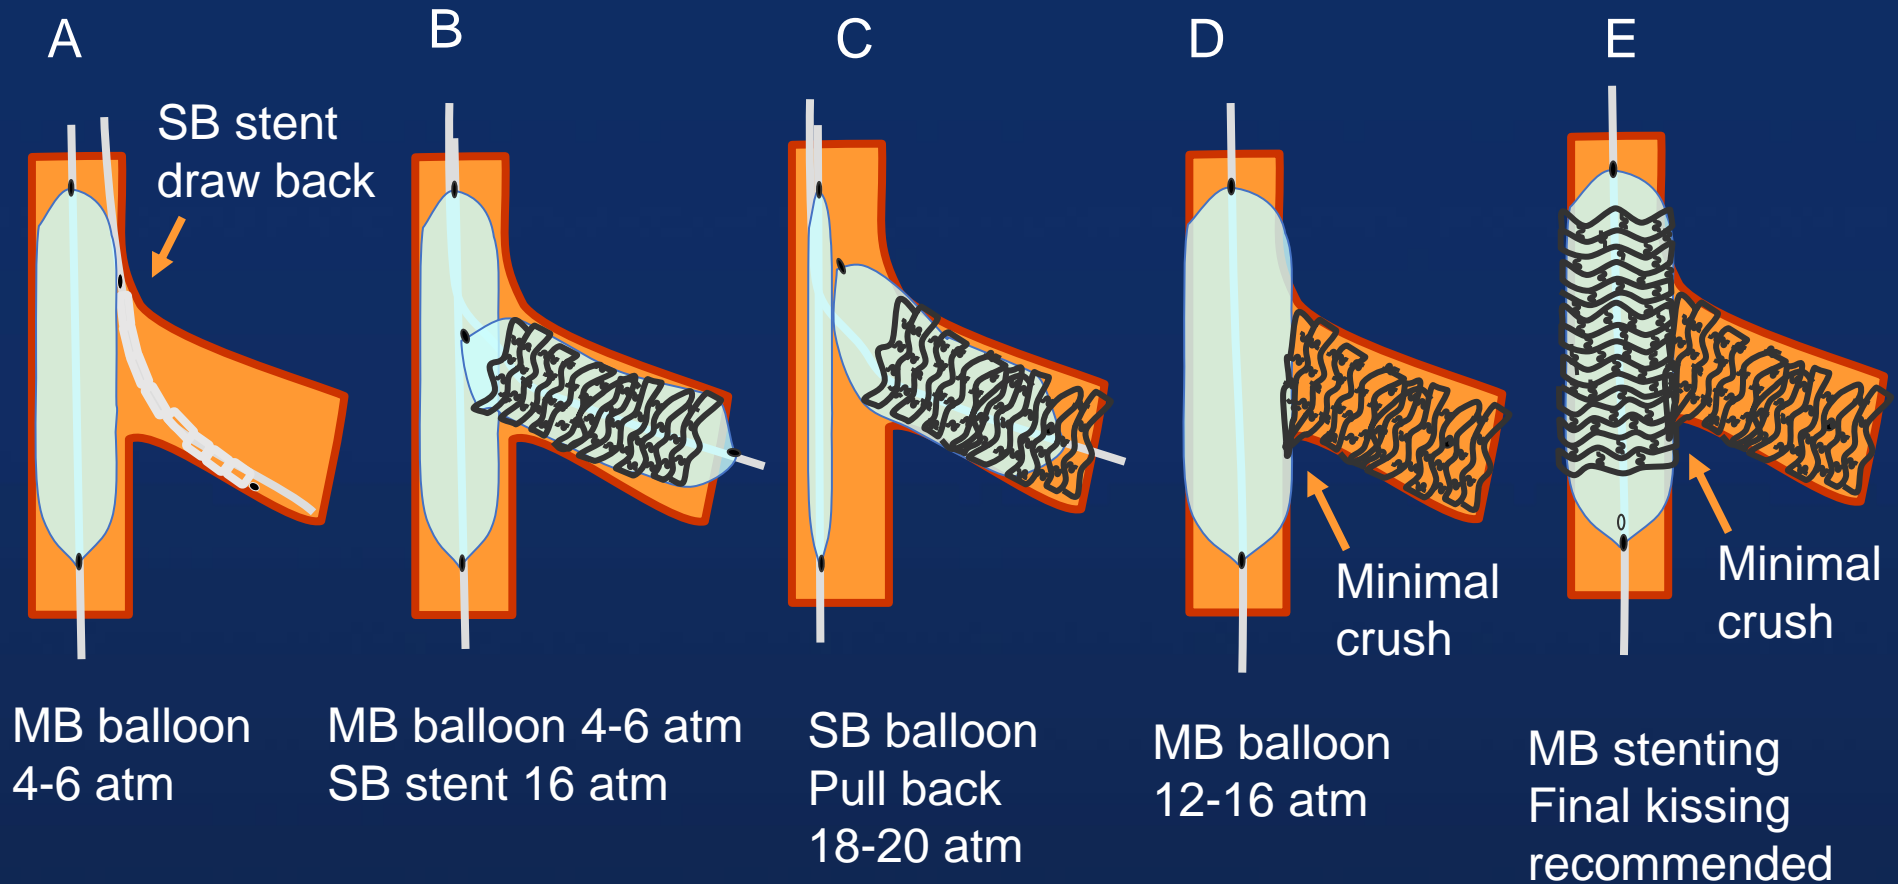 A
B
C
D
E
SB stent
draw back
Minimal
crush
Minimal
crush
MB balloon
4-6 atm
MB balloon 4-6 atm
SB stent 16 atm
SB balloon
Pull back
18-20 atm
MB balloon
12-16 atm
MB stenting
Final kissing
recommended